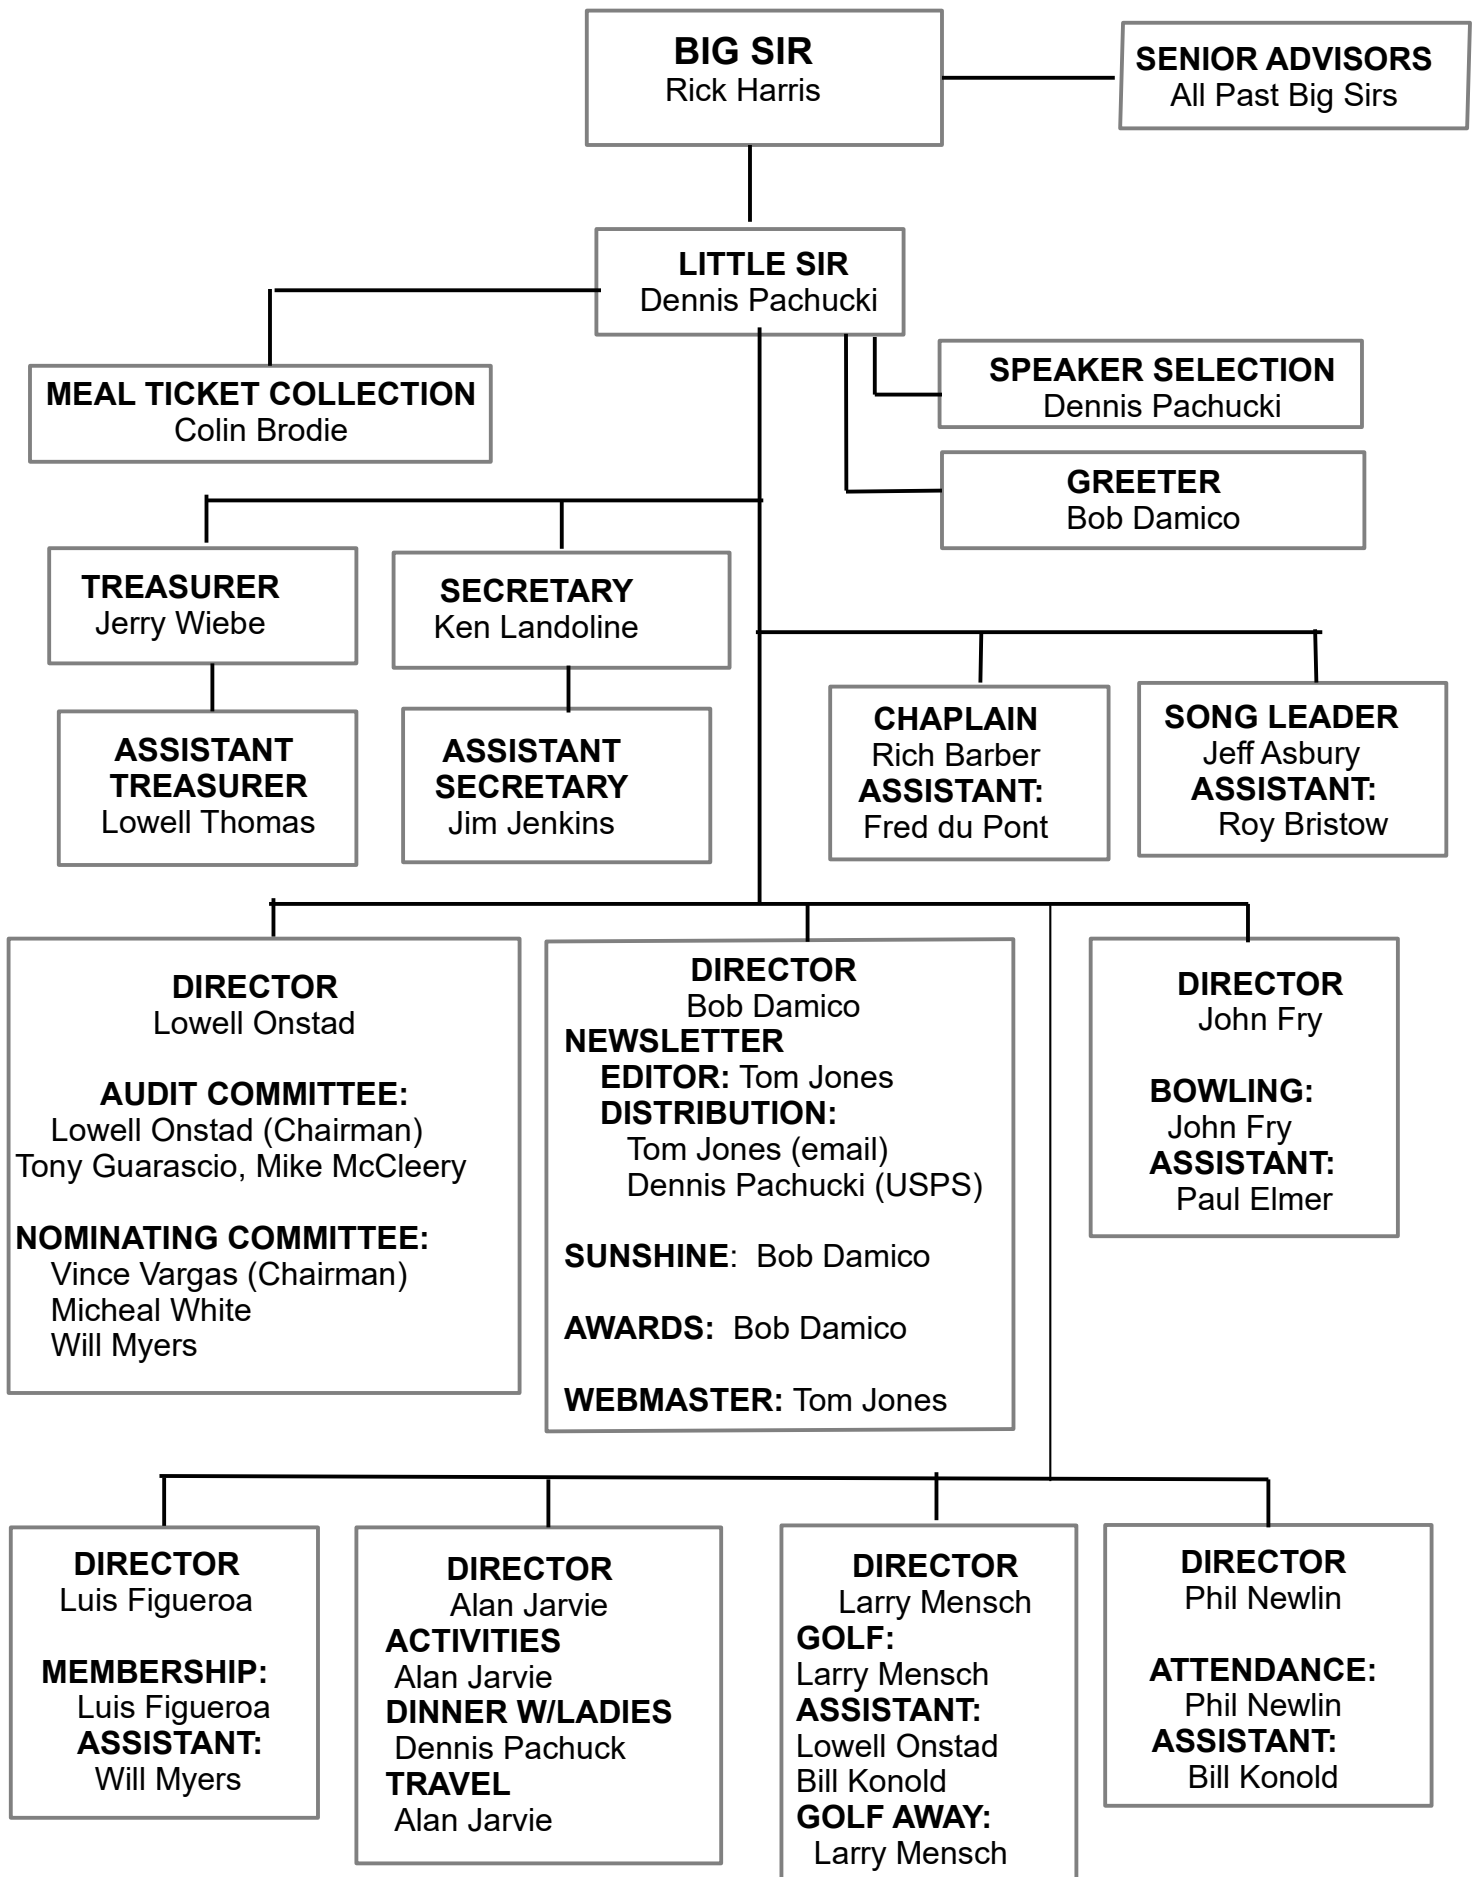 BIG SIR
Rick Harris
SENIOR ADVISORS
All Past Big Sirs
LITTLE SIR
Dennis Pachucki
MEAL TICKET COLLECTION
Colin Brodie
SPEAKER SELECTION
Dennis Pachucki
GREETER
Bob Damico
TREASURER
Jerry Wiebe
SECRETARY
Ken Landoline
ASSISTANT
TREASURER
Lowell Thomas
ASSISTANT
SECRETARY
Jim Jenkins
CHAPLAIN
Rich Barber
ASSISTANT:
Fred du Pont
SONG LEADER
Jeff Asbury
ASSISTANT:
Roy Bristow
DIRECTOR
Lowell Onstad
AUDIT COMMITTEE:
Lowell Onstad (Chairman)
Tony Guarascio, Mike McCleery
NOMINATING COMMITTEE:
Vince Vargas (Chairman)
Micheal White
Will Myers
DIRECTOR
Bob Damico
NEWSLETTER
EDITOR: Tom Jones
DISTRIBUTION:
Tom Jones (email)
Dennis Pachucki (USPS)
SUNSHINE: Bob Damico
AWARDS: Bob Damico
WEBMASTER: Tom Jones
DIRECTOR
John Fry
BOWLING:
John Fry
ASSISTANT:
Paul Elmer
DIRECTOR
Luis Figueroa
MEMBERSHIP:
Luis Figueroa
ASSISTANT:
Will Myers
DIRECTOR
Alan Jarvie
ACTIVITIES
Alan Jarvie
DINNER W/LADIES
Dennis Pachuck
TRAVEL
Alan Jarvie
DIRECTOR
Larry Mensch
GOLF:
Larry Mensch
ASSISTANT:
Lowell Onstad
Bill Konold
GOLF AWAY:
Larry Mensch
DIRECTOR
Phil Newlin
ATTENDANCE:
Phil Newlin
ASSISTANT:
Bill Konold